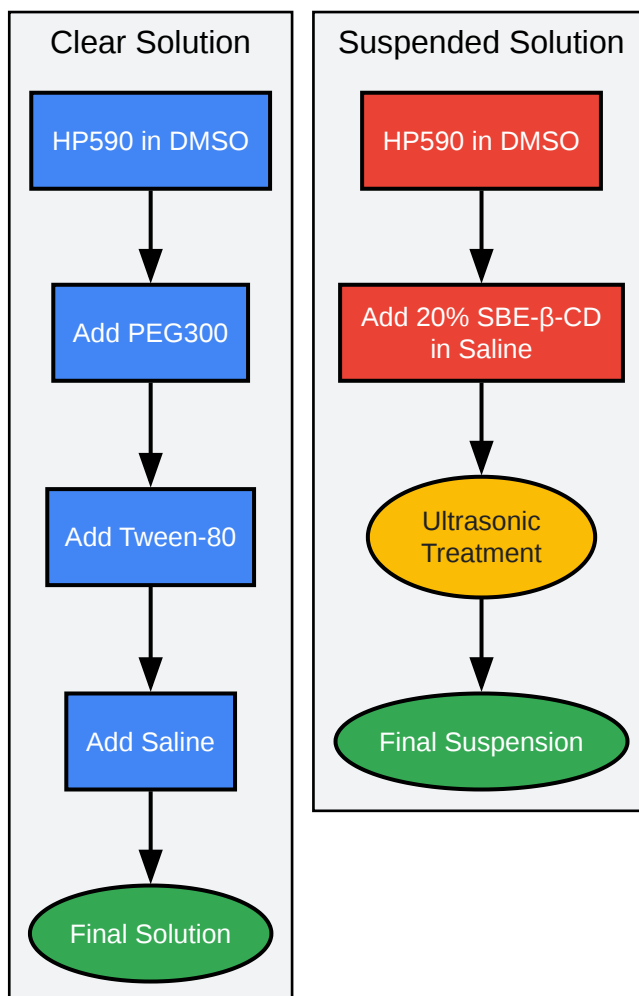 Clear Solution
HP590 in DMSO
Add PEG300
Add Tween-80
Add Saline
Final Solution
Suspended Solution
HP590 in DMSO
Add 20% SBE-β-CD
in Saline
Ultrasonic
Treatment
Final Suspension